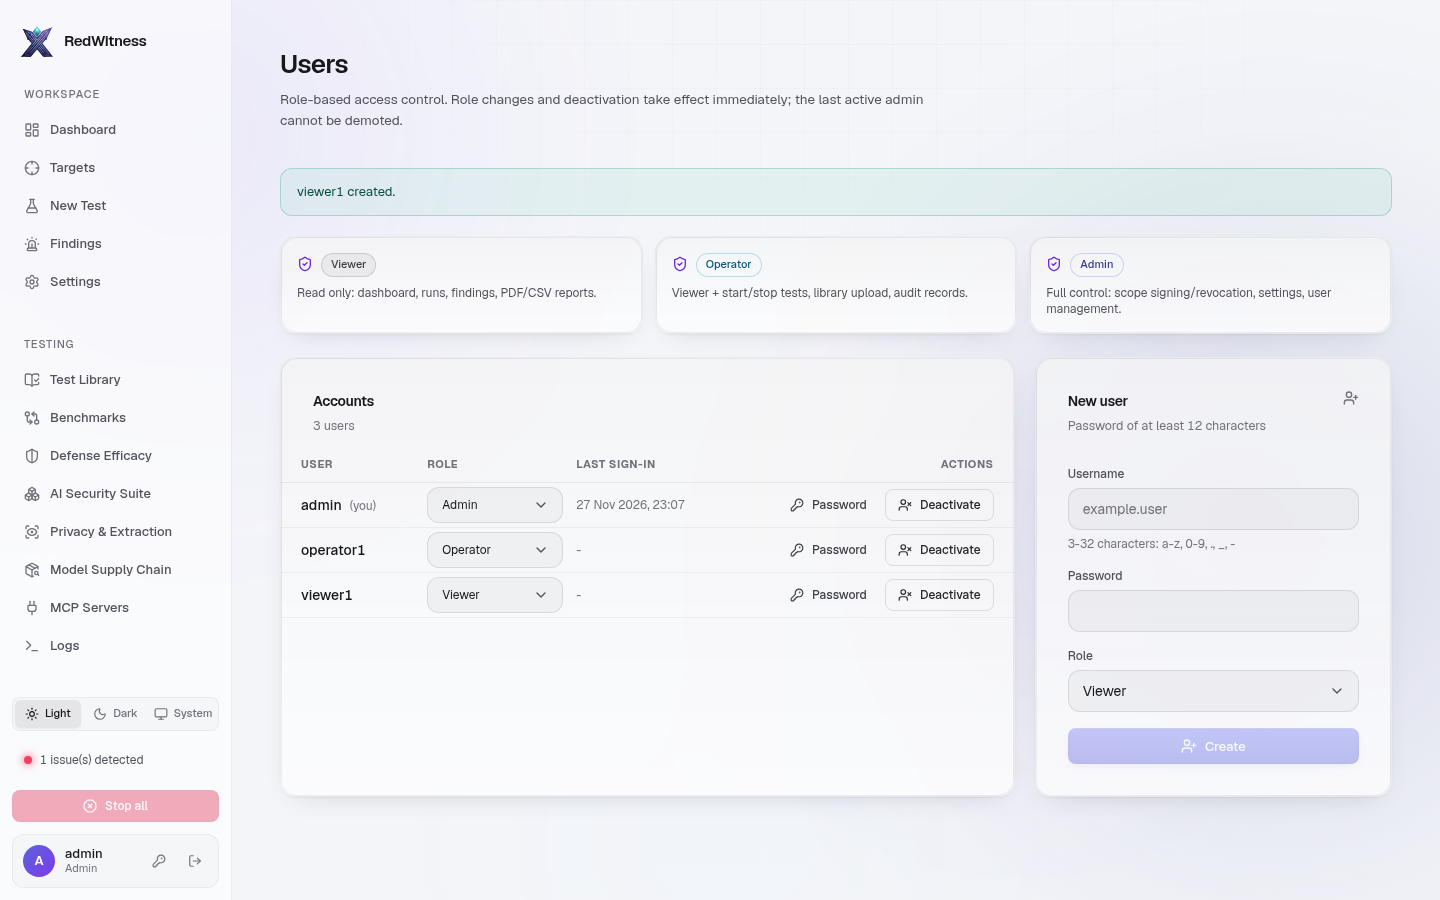 RedWitness
WORKSPACE
Dashboard
Targets
New Test
Findings
Settings
TESTING
Test Library
Benchmarks
Defense Efficacy
AI Security Suite
Privacy & Extraction
Model Supply Chain
MCP Servers
Logs
Light Dark System
1 issue(s) detected
Stop all
A
admin
Admin
Users
Role-based access control. Role changes and deactivation take effect immediately; the last active admin
cannot be demoted.
viewer1 created.
Viewer
Read only: dashboard, runs, findings, PDF/CSV reports.
Operator
Viewer + start/stop tests, library upload, audit records.
Admin
Full control: scope signing/revocation, settings, user
management.
Accounts
3 users
USER ROLE LAST SIGN-IN ACTIONS
admin (you) Admin 27 Nov 2026, 23:07 Password Deactivate
operator1 Operator - Password Deactivate
viewer1 Viewer - Password Deactivate
New user
Password of at least 12 characters
Username
example.user
3-32 characters: a-z, 0-9, ., _, -
Password
Role
Viewer
Create